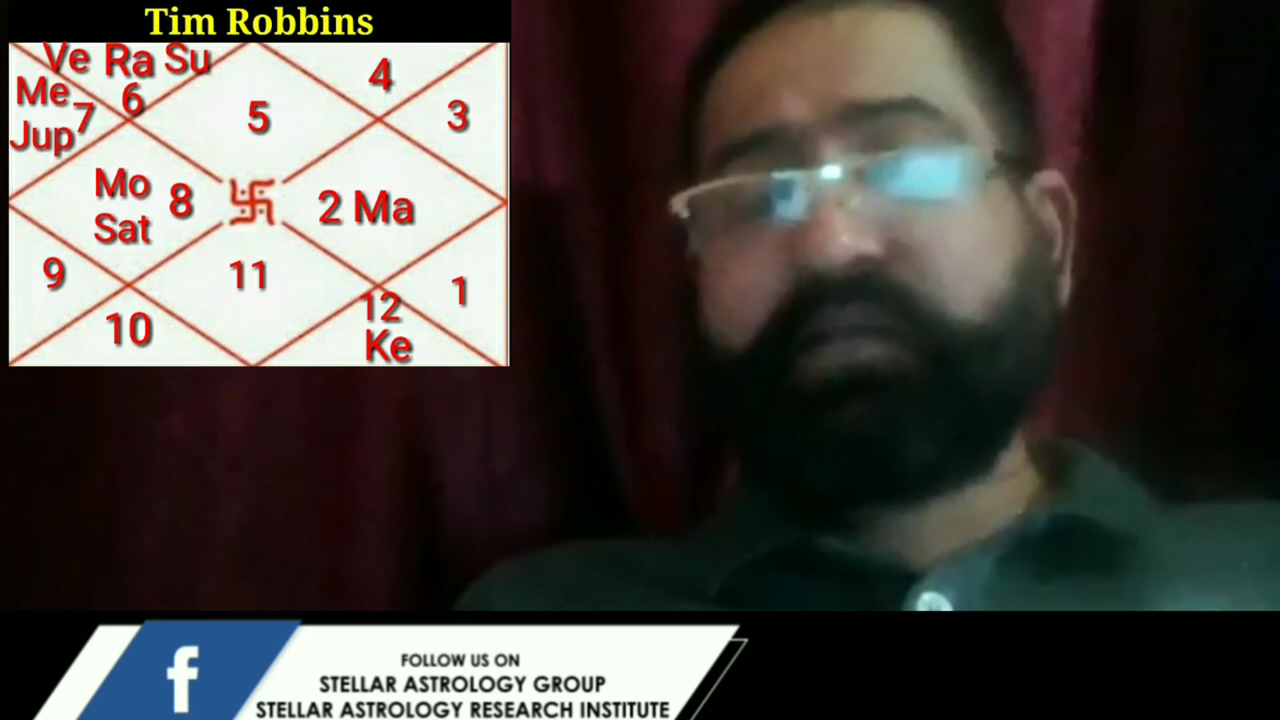 Tim Robbins
Ve Ra Su
Me 7 6
Jup
5
4
3
Mo
Sat 8
卐
2 Ma
9
10
11
12
Ke
1
f
FOLLOW US ON
STELLAR ASTROLOGY GROUP
STELLAR ASTROLOGY RESEARCH INSTITUTE